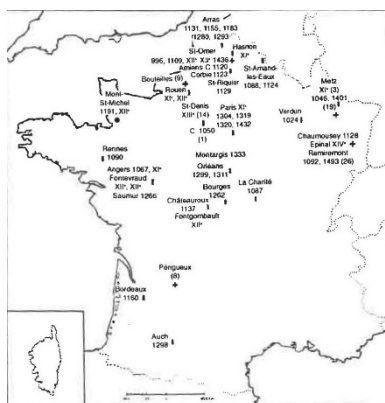 Arras
1131, 1155, 1183
1280, 1293
St-Omer
996, 1109, XIIᵉ XIIᵉ 1436
Hasnon
XIᵉ
Amiens C 1120
Corbie 1123
St-Riquier
1129
St-Amand-
les-Eaux
1088, 1124
Bouteilles (9)
Rouen
XIᵉ, XIIᵉ
Mont-
St-Michel
1191, XIIᵉ
St-Denis
XIIIᵉ (14)
C 1050
(1)
Paris XIᵉ
1304, 1319
1320, 1432
Metz
XIᵉ (3)
1046, 1401
(19)
Verdun
1024
Chaumousey 1128
Epinal XIVᵉ
Remiremont
1092, 1493 (26)
Rennes
1090
Montargis 1333
Angers 1067, XIᵉ
Fontevraud
XIIᵉ, XIIᵉ
Saumur 1266
Orléans
1299, 1311
Bourges
1262
La Charité
1087
Châteauroux
1137
Fontgombault
XIIᵉ
Périgueux
(8)
Bordeaux
1160
Auch
1298